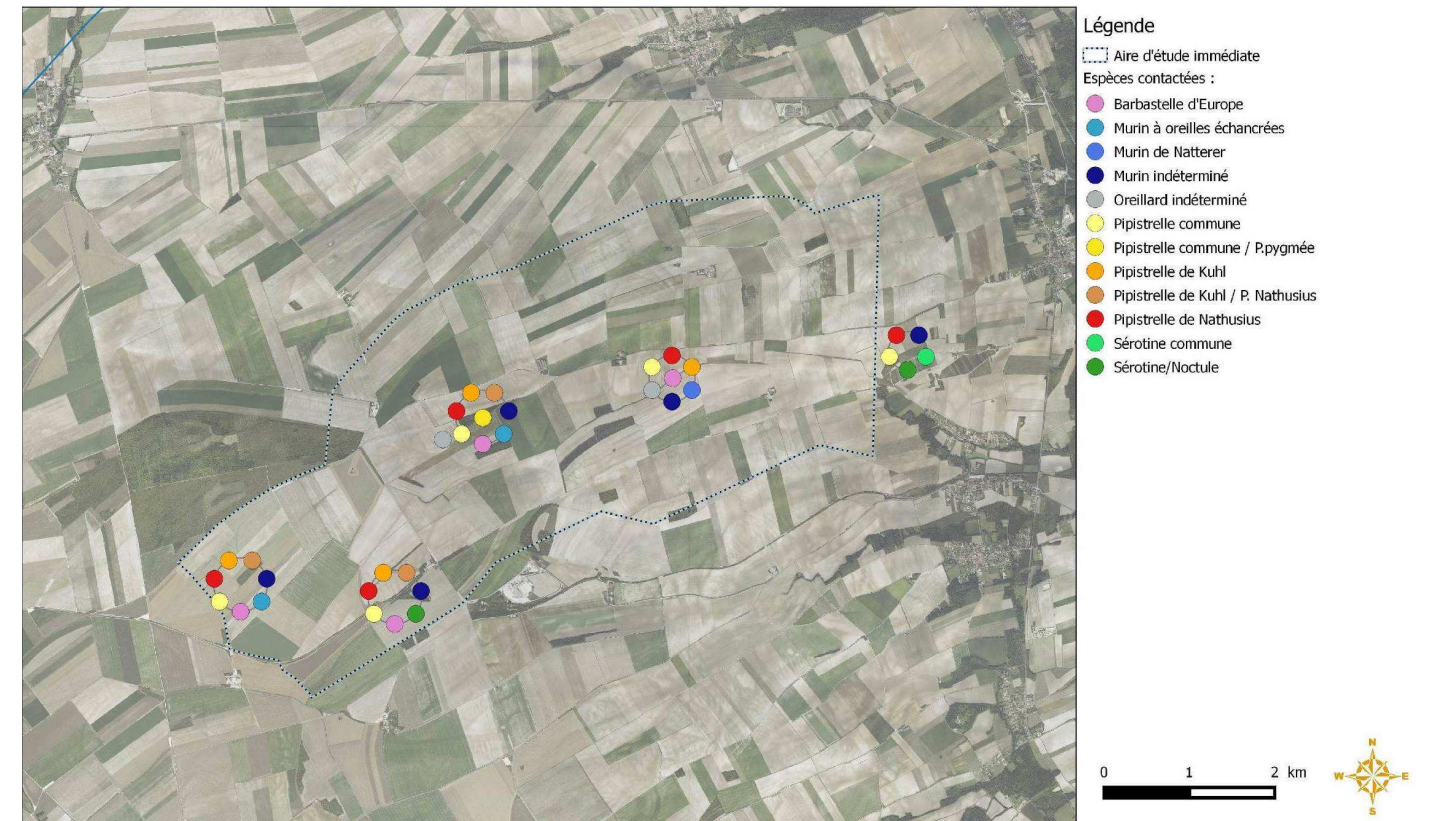 Légende
Aire d'étude immédiate
Espèces contactées :
Barbastelle d'Europe
Murin à oreilles échancrées
Murin de Natterer
Murin indéterminé
Oreillard indéterminé
Pipistrelle commune
Pipistrelle commune / P.pygmée
Pipistrelle de Kuhl
Pipistrelle de Kuhl / P. Nathusius
Pipistrelle de Nathusius
Sérotine commune
Sérotine/Noctule
0 1 2 km
N
W E
S